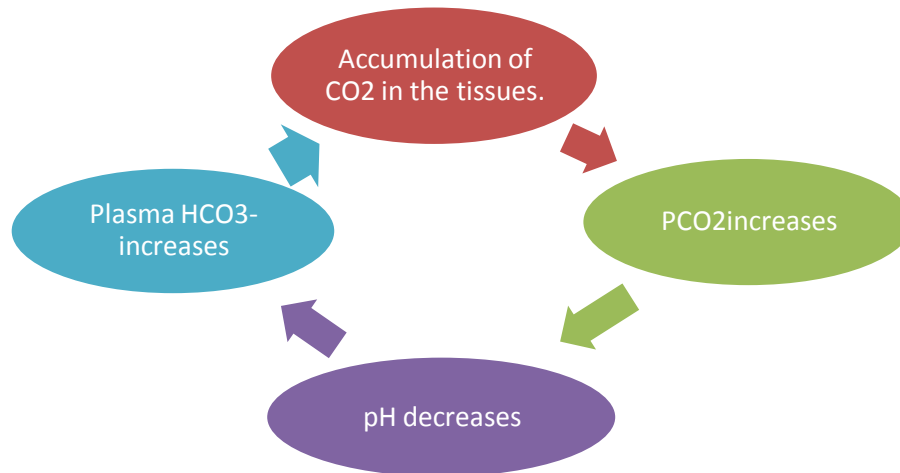 Accumulation of
CO2 in the tissues.
PCO2increases
pH decreases
Plasma HCO3-
increases